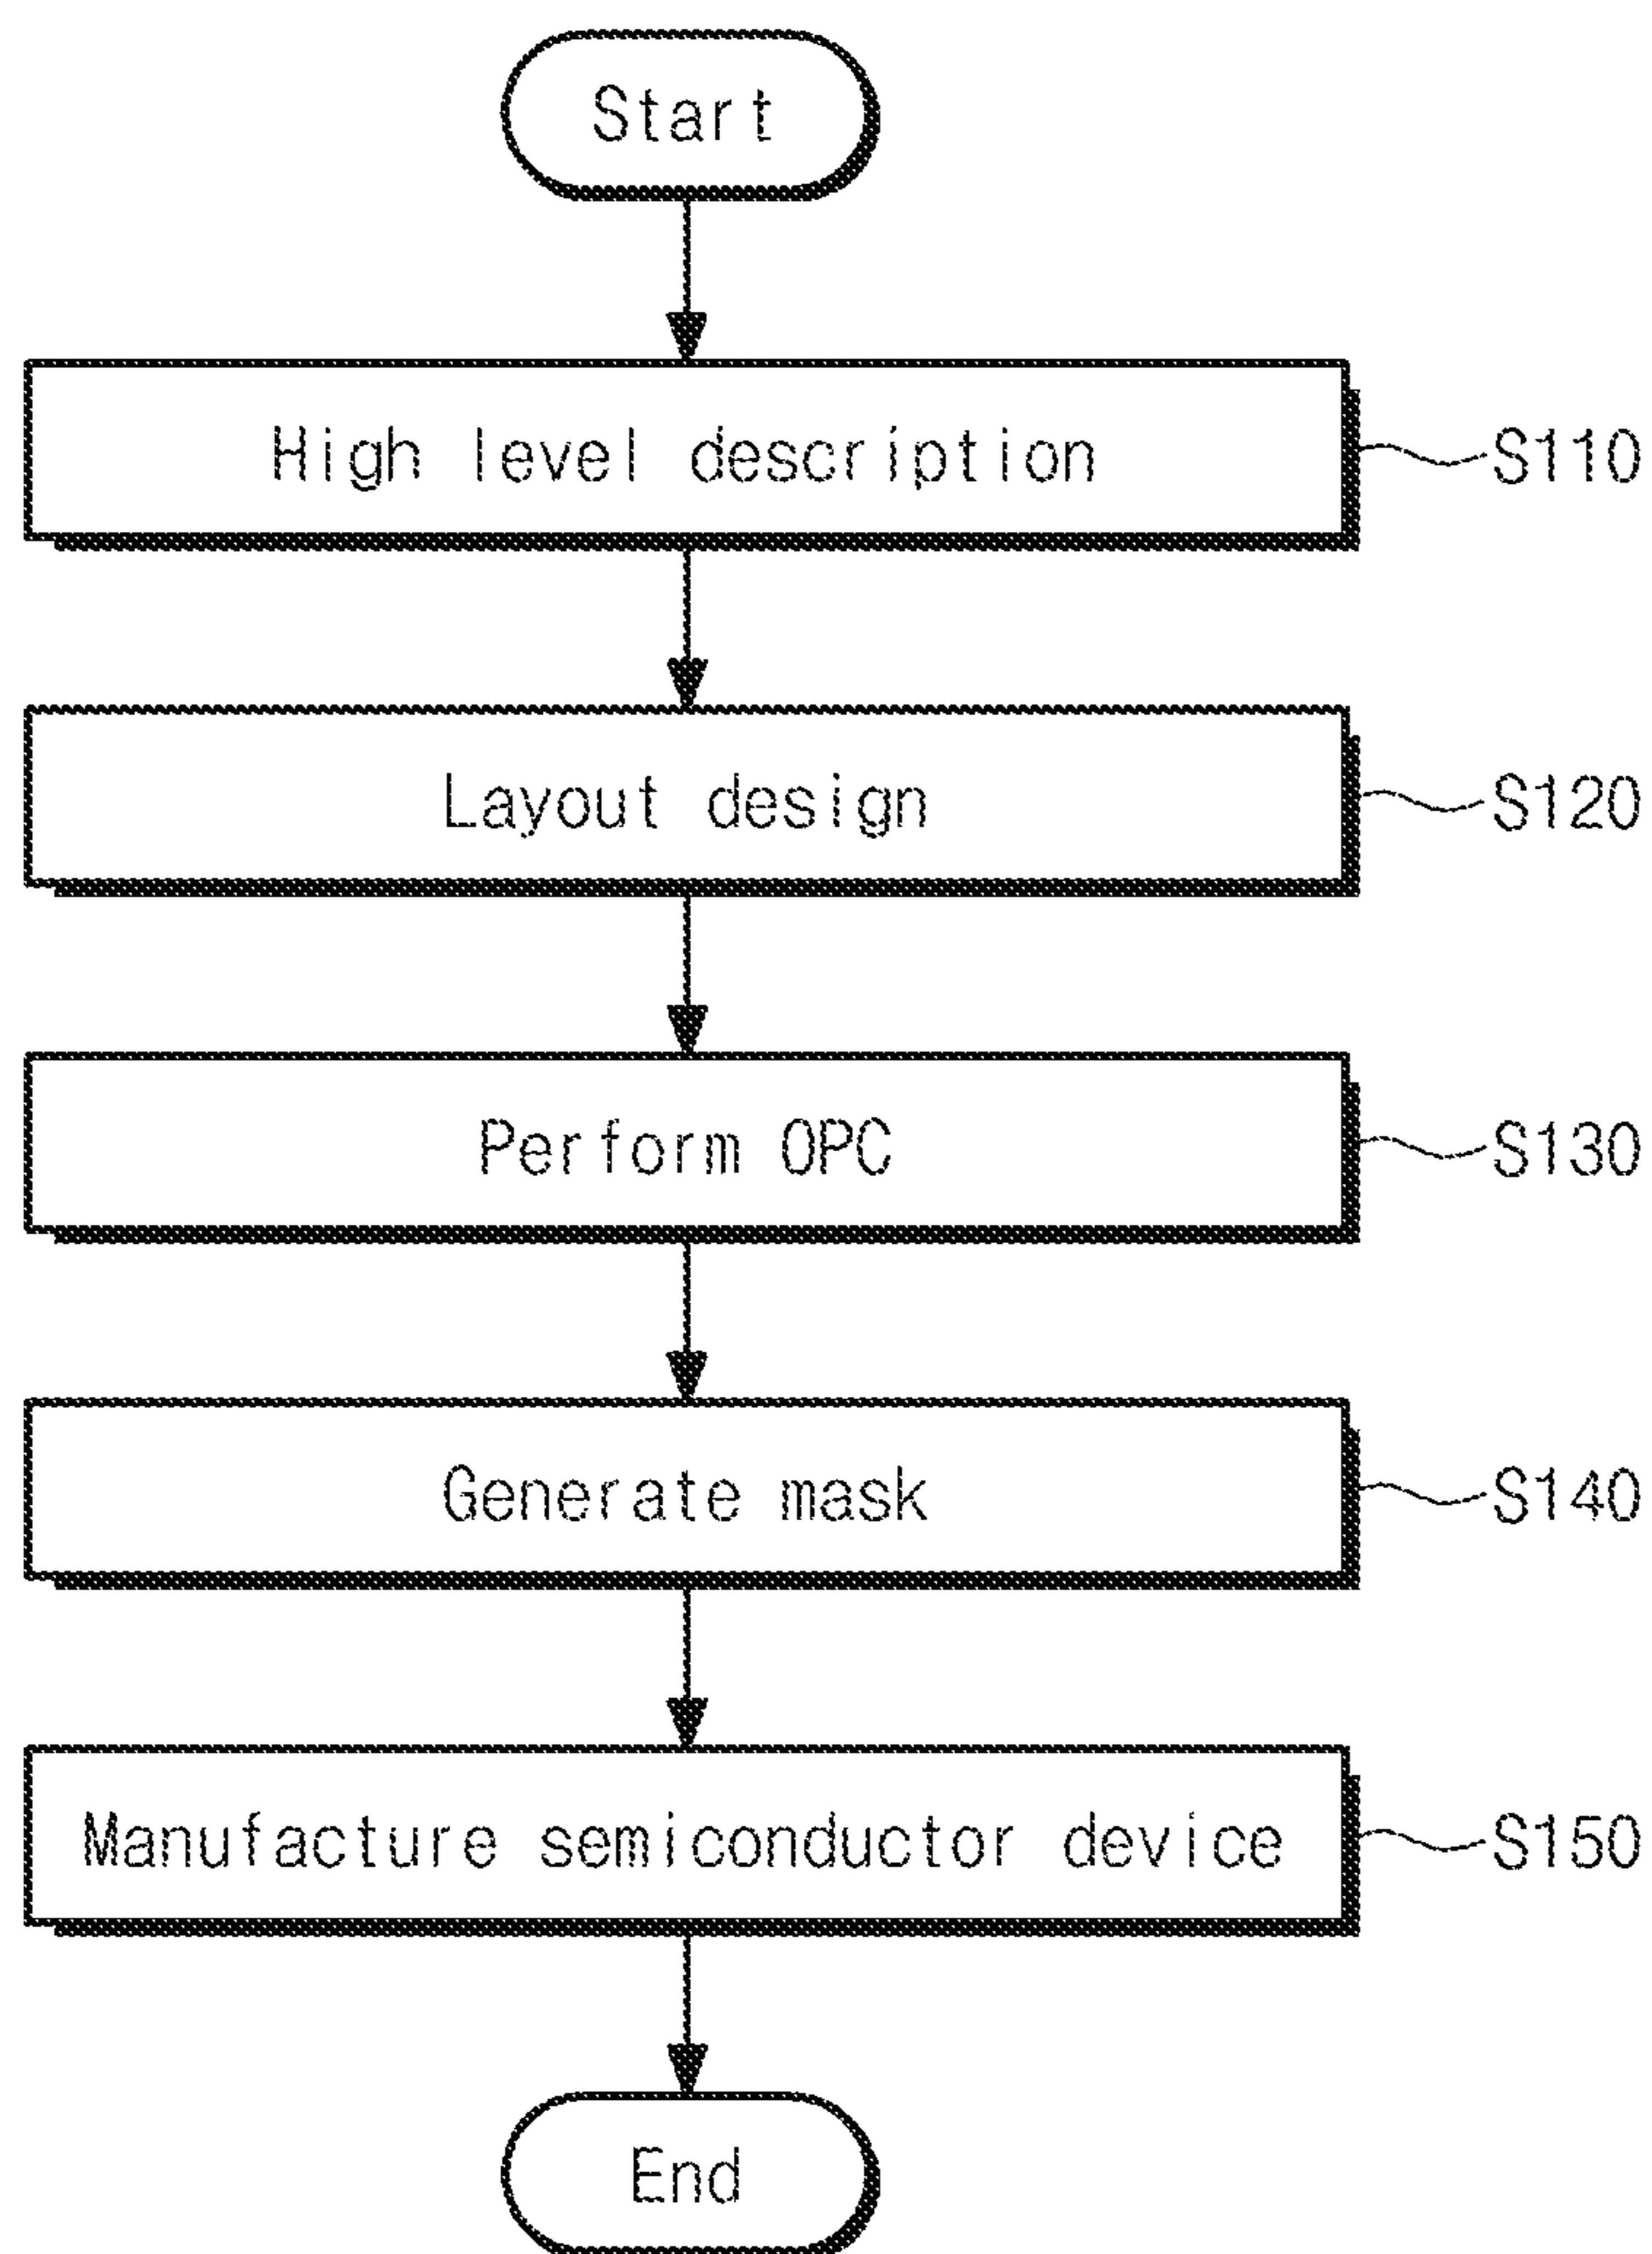 Start
High level description
S110
Layout design
S120
Perform OPC
S130
Generate mask
S140
Manufacture semiconductor device
S150
End